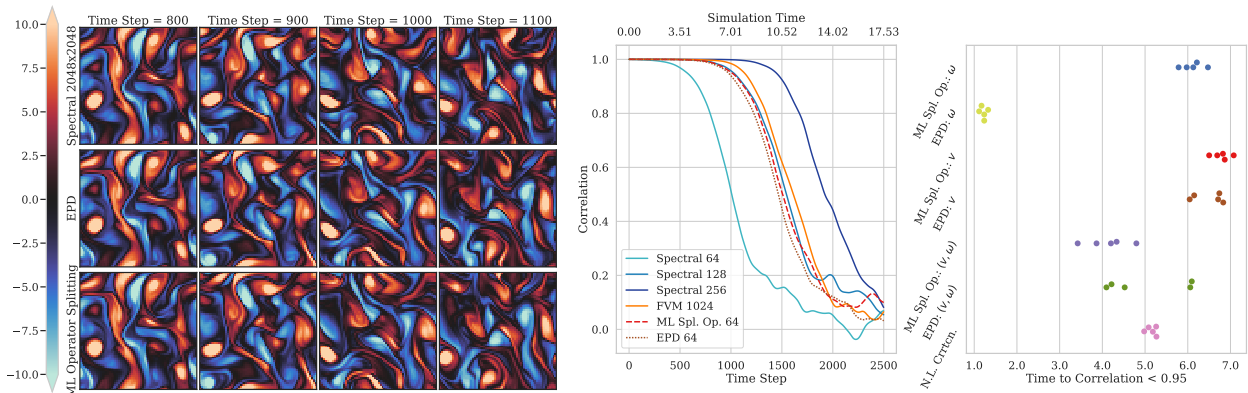 Time Step = 800
Time Step = 900
Time Step = 1000
Time Step = 1100
10.0
7.5
5.0
2.5
0.0
−2.5
−5.0
−7.5
−10.0
Spectral 2048x2048
EPD
ML Operator Splitting
Simulation Time
0.00
3.51
7.01
10.52
14.02
17.53
Correlation
1.0
0.8
0.6
0.4
0.2
0.0
Spectral 64
Spectral 128
Spectral 256
FVM 1024
ML Spl. Op. 64
EPD 64
0
500
1000
1500
2000
2500
Time Step
ML Spl. Op.: ω
EPD: ω
ML Spl. Op.: v
EPD: v
ML Spl. Op.: (v, ω)
EPD: (v, ω)
N.L. Crrtcn.
1.0
2.0
3.0
4.0
5.0
6.0
7.0
Time to Correlation < 0.95